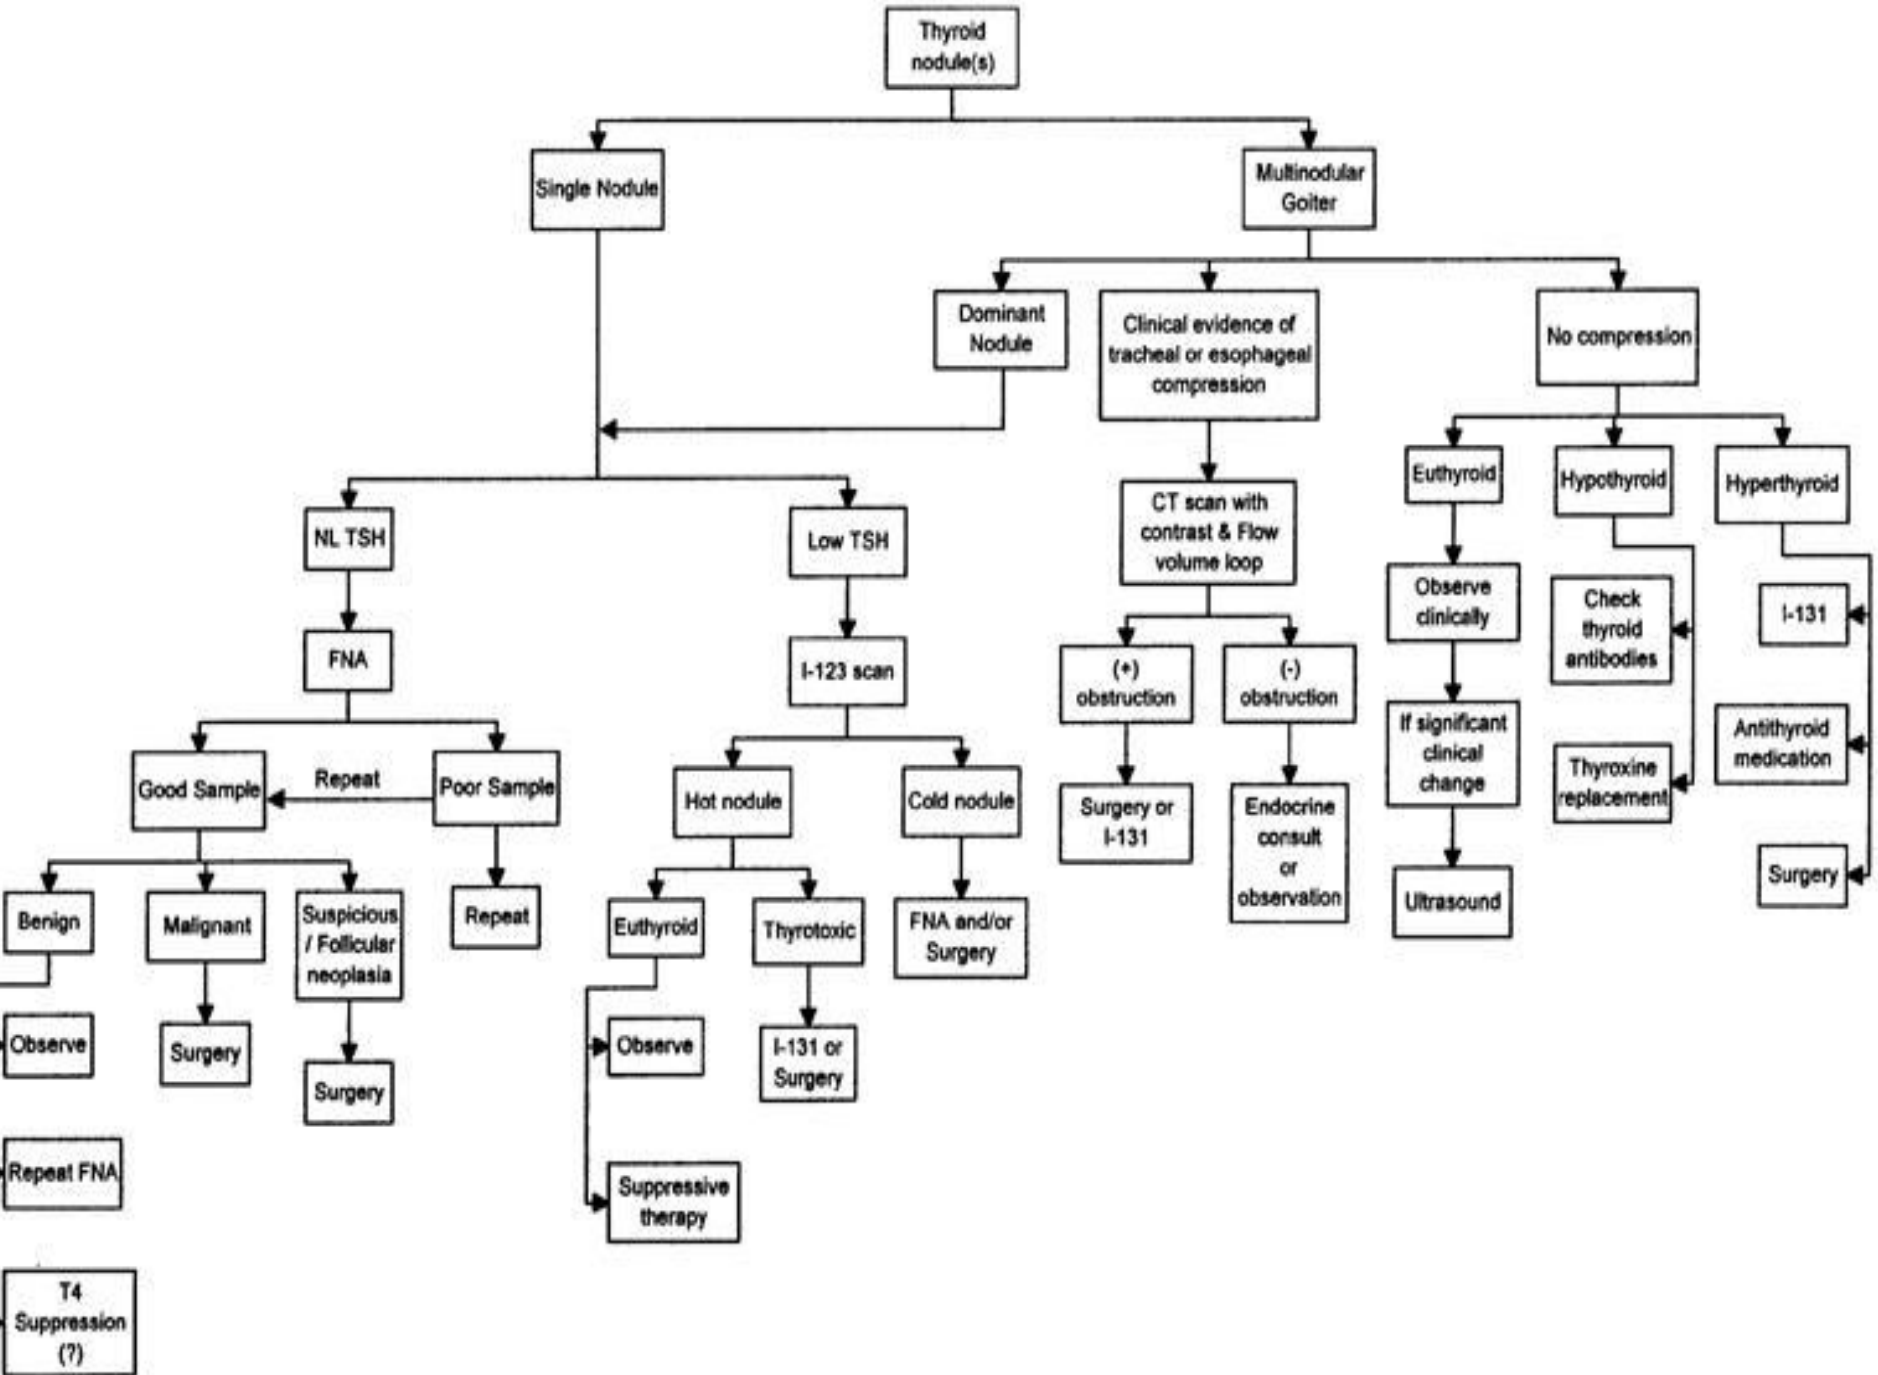 Thyroid
nodule(s)
Single Nodule
Multinodular
Goiter
Dominant
Nodule
Clinical evidence of
tracheal or esophageal
compression
No compression
NL TSH
Low TSH
CT scan with
contrast & Flow
volume loop
Euthyroid
Hypothyroid
Hyperthyroid
FNA
I-123 scan
(+)
obstruction
(-)
obstruction
Observe
clinically
Check
thyroid
antibodies
I-131
Good Sample
Repeat
Poor Sample
Hot nodule
Cold nodule
Surgery or
I-131
Endocrine
consult
or
observation
If significant
clinical
change
Thyroxine
replacement
Antithyroid
medication
Benign
Malignant
Suspicious
/ Follicular
neoplasia
Repeat
Euthyroid
Thyrotoxic
FNA and/or
Surgery
Ultrasound
Surgery
Observe
Surgery
Surgery
Observe
I-131 or
Surgery
Repeat FNA
Suppressive
therapy
T4
Suppression
(?)